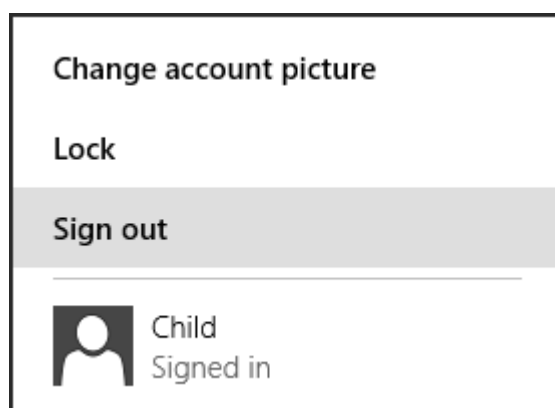 Change account picture
Lock
Sign out
Child
Signed in